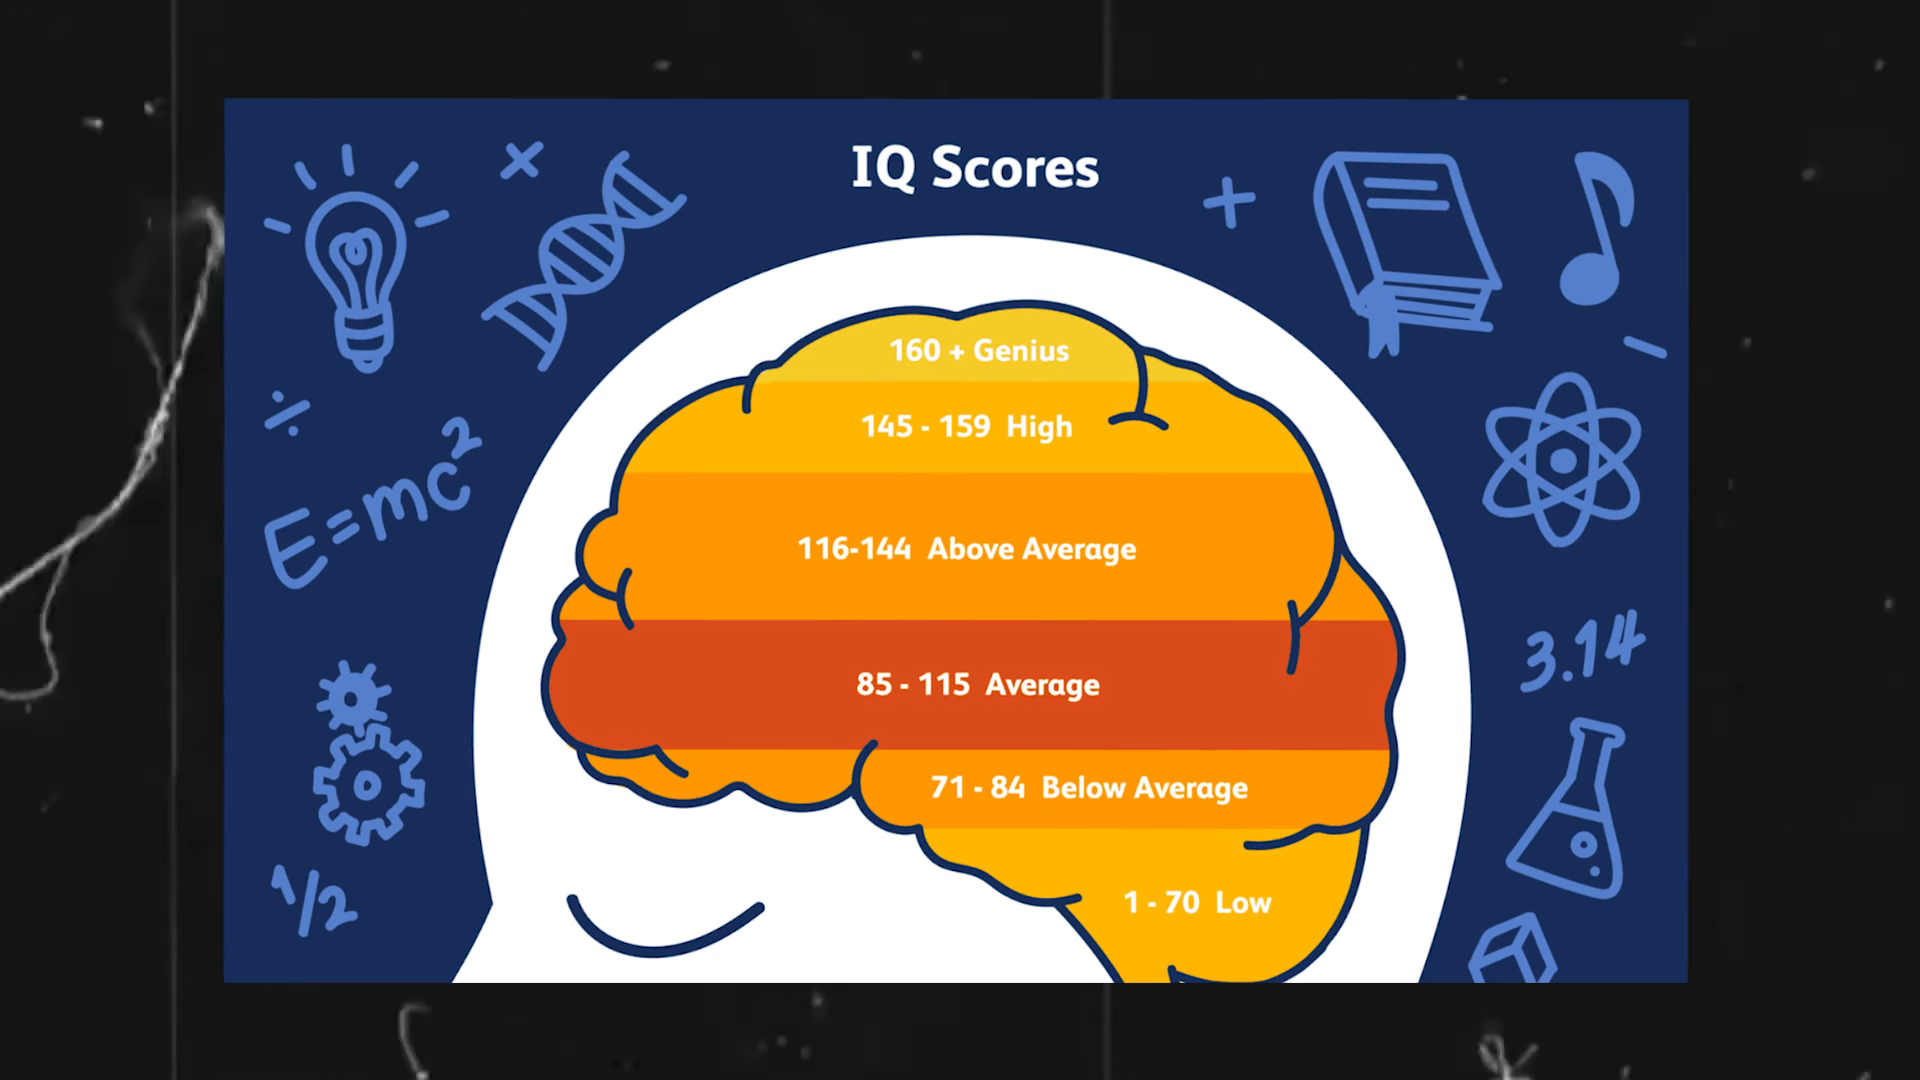 IQ Scores
160 + Genius
145 - 159 High
116-144 Above Average
85 - 115 Average
71 - 84 Below Average
1 - 70 Low
E=mc²
1/2
3.14